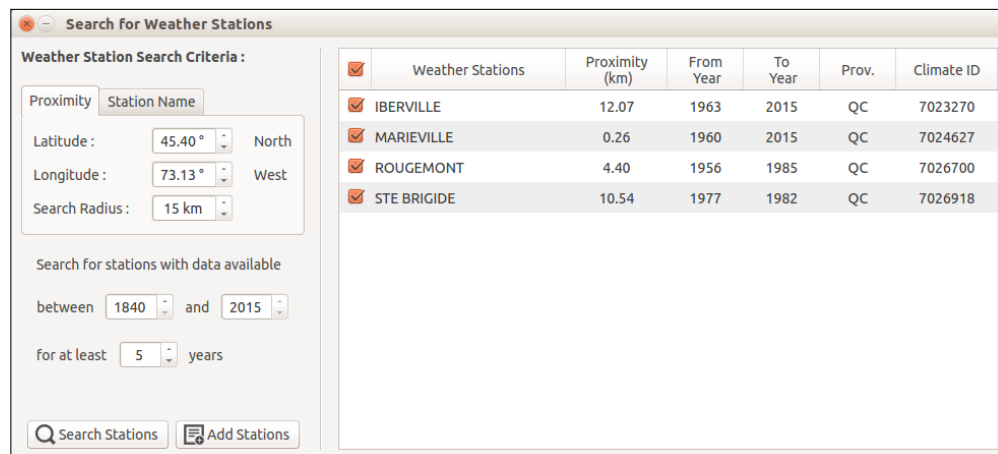 Search for Weather Stations
Weather Station Search Criteria :
Proximity Station Name
Latitude : 45.40 ° North
Longitude : 73.13 ° West
Search Radius : 15 km
Search for stations with data available
between 1840 and 2015
for at least 5 years
Search Stations Add Stations
Weather Stations Proximity (km) From Year To Year Prov. Climate ID
IBERVILLE 12.07 1963 2015 QC 7023270
MARIEVILLE 0.26 1960 2015 QC 7024627
ROUGEMONT 4.40 1956 1985 QC 7026700
STE BRIGIDE 10.54 1977 1982 QC 7026918